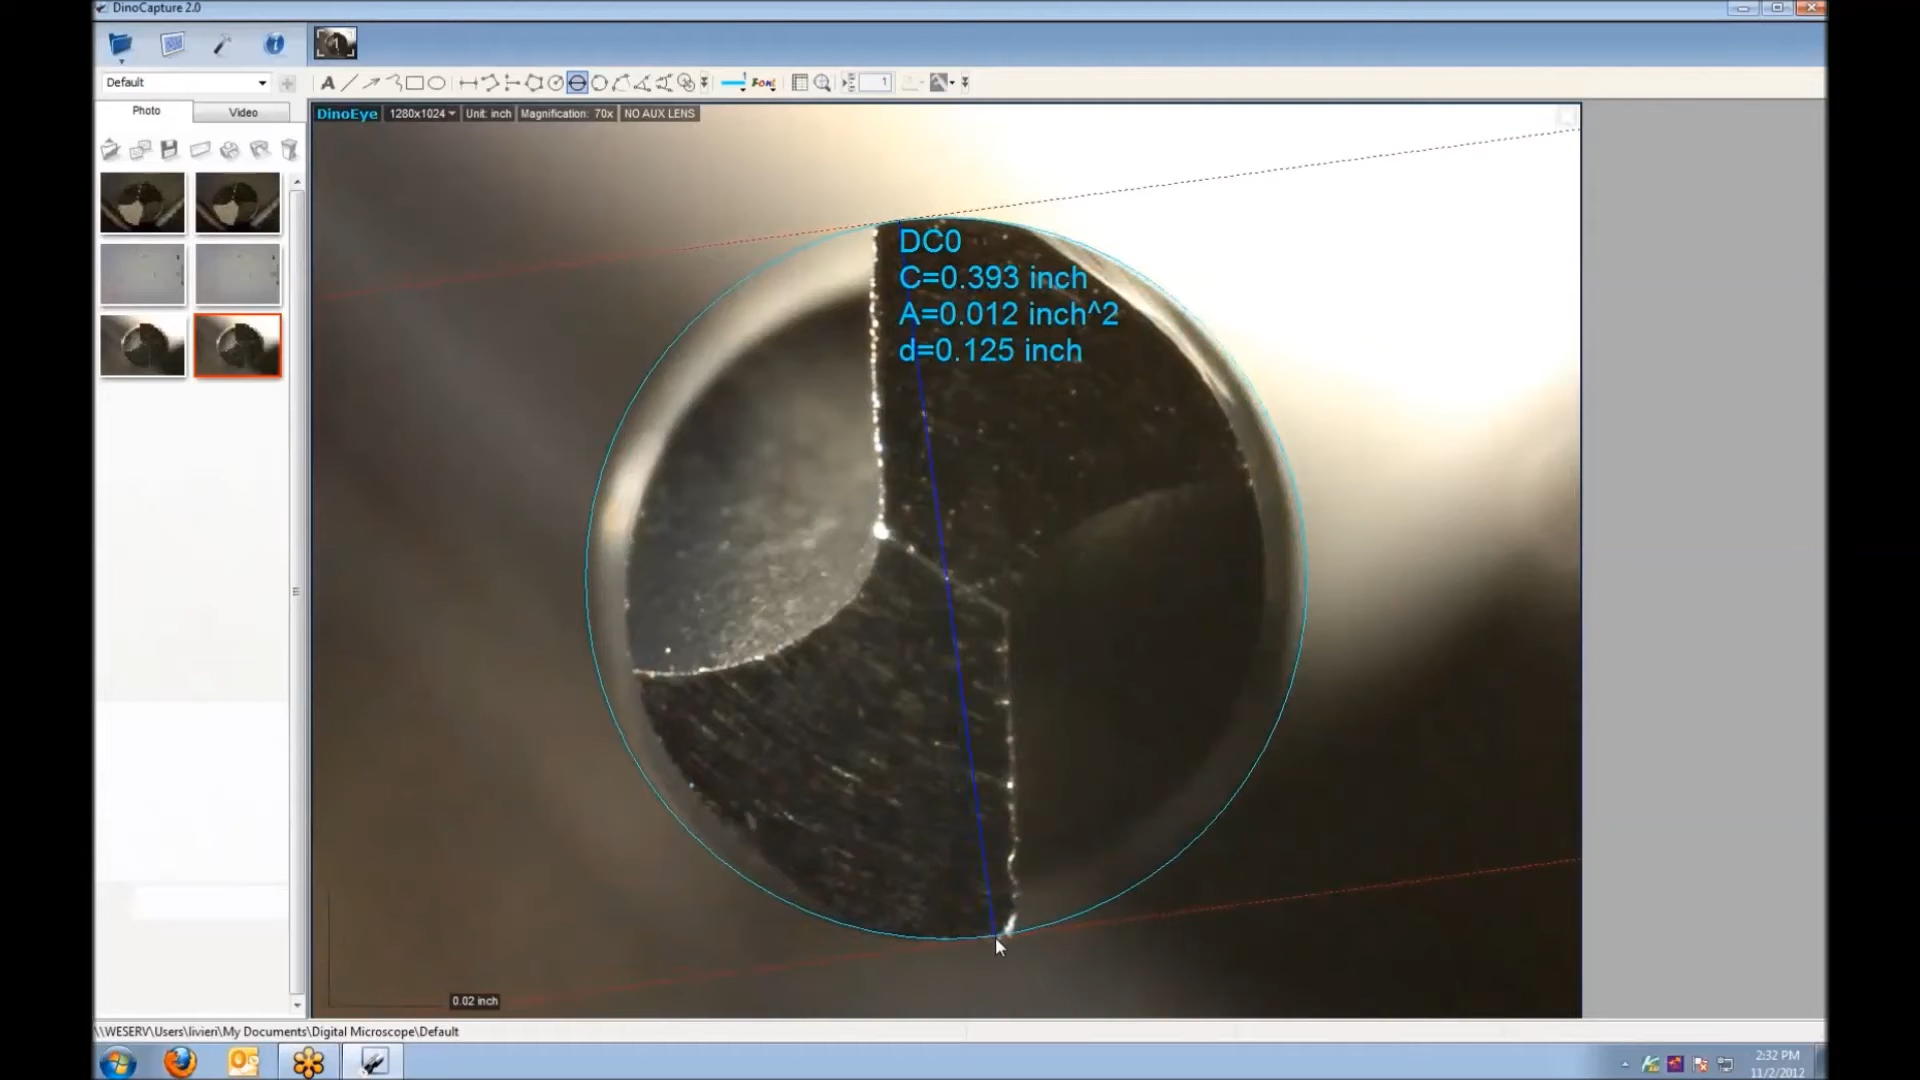 DinoCapture 2.0
Default
A
Font
1
Photo
Video
DinoEye
1280x1024
Unit: inch
Magnification: 70x
NO AUX LENS
DC0
C=0.393 inch
A=0.012 inch^2
d=0.125 inch
0.02 inch
\\WESERV\Users\livieri\My Documents\Digital Microscope\Default
2:32 PM
11/2/2012